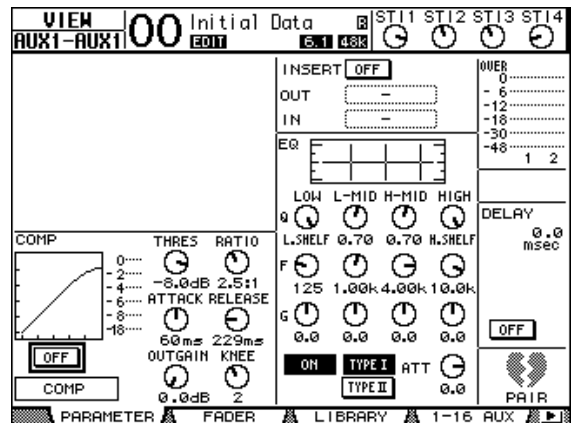 VIEW
AUX1-AUX1
00 Initial Data R
EDIT 6.1 48k
STI1 STI2 STI3 STI4
INSERT OFF
OUT -
IN -
OVER
0
- 6
-12
-18
-30
-48
1 2
EQ
LOW L-MID H-MID HIGH
Q
L.SHELF 0.70 0.70 H.SHELF
F
125 1.00k 4.00k 10.0k
G
0.0 0.0 0.0 0.0
ON TYPE I ATT
TYPE II 0.0
DELAY
0.0
msec
OFF
PAIR
COMP
THRES RATIO
0
- 2
- 4
- 6
- 8
-18
-8.0dB 2.5:1
ATTACK RELEASE
60ms 229ms
OUTGAIN KNEE
0.0dB 2
OFF
COMP
PARAMETER FADER LIBRARY 1-16 AUX